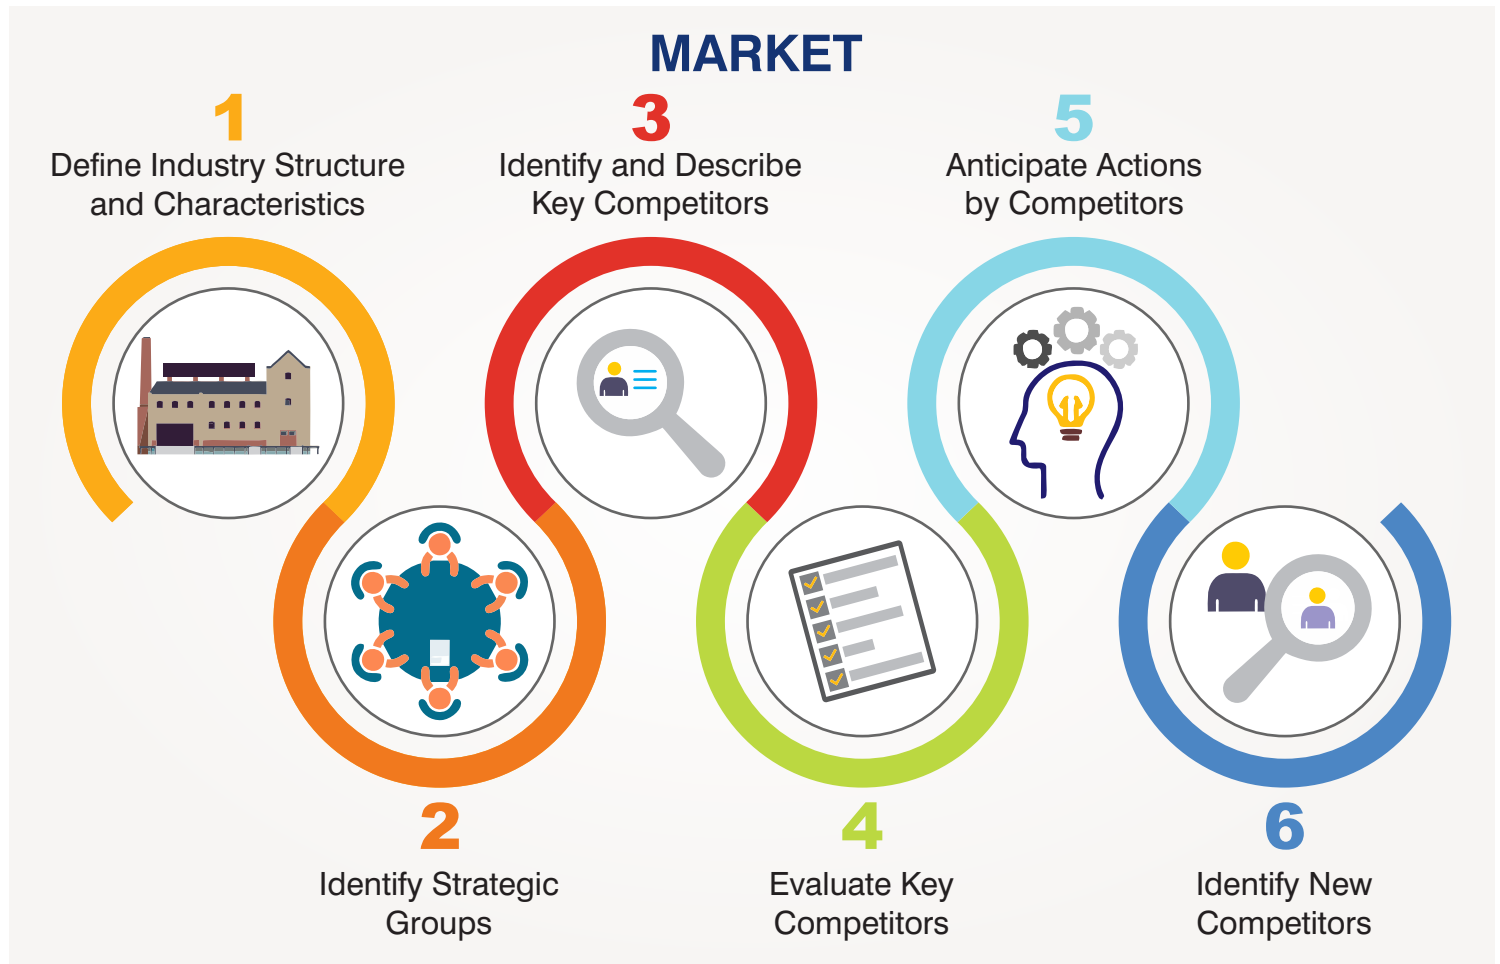 MARKET
1
Define Industry Structure
and Characteristics
2
Identify Strategic
Groups
3
Identify and Describe
Key Competitors
4
Evaluate Key
Competitors
5
Anticipate Actions
by Competitors
6
Identify New
Competitors